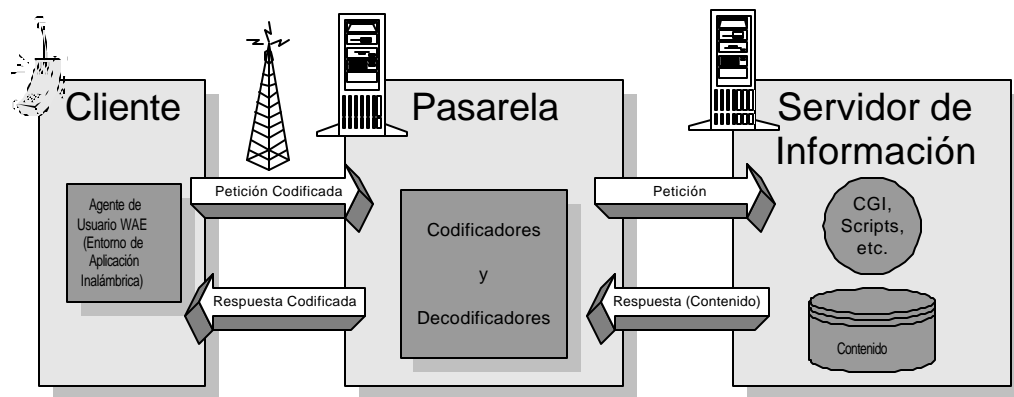 Cliente
Pasarela
Servidor de
Información
Agente de
Usuario WAE
(Entorno de
Aplicación
Inalámbrica)
Petición Codificada
Respuesta Codificada
Codificadores
y
Decodificadores
Petición
Respuesta (Contenido)
CGI,
Scripts,
etc.
Contenido